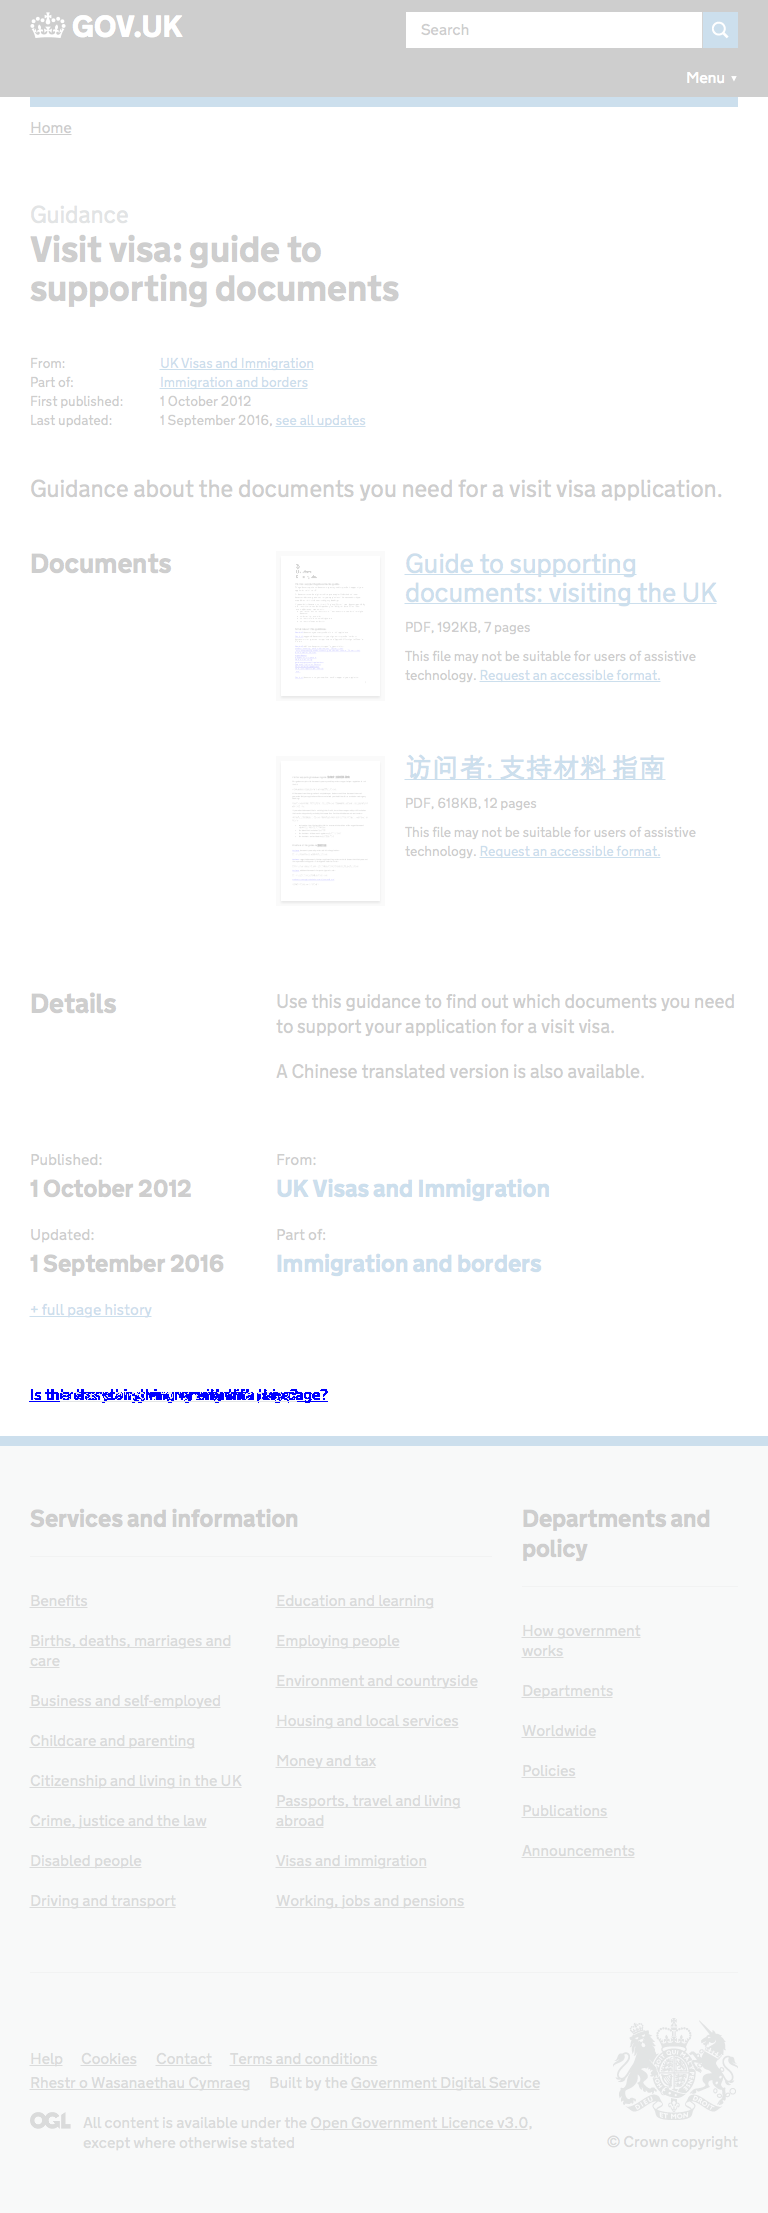 GOV.UK
Search
Menu ▼
Home
Guidance
Visit visa: guide to
supporting documents
From: UK Visas and Immigration
Part of: Immigration and borders
First published: 1 October 2012
Last updated: 1 September 2016, see all updates
Guidance about the documents you need for a visit visa application.
Documents
Guide to supporting
documents: visiting the UK
PDF, 192KB, 7 pages
This file may not be suitable for users of assistive
technology. Request an accessible format.
访问者: 支持材料 指南
PDF, 618KB, 12 pages
This file may not be suitable for users of assistive
technology. Request an accessible format.
Details
Use this guidance to find out which documents you need
to support your application for a visit visa.
A Chinese translated version is also available.
Published:
1 October 2012
From:
UK Visas and Immigration
Updated:
1 September 2016
Part of:
Immigration and borders
+ full page history
Is
Services and information
Benefits
Births, deaths, marriages and
care
Business and self-employed
Childcare and parenting
Citizenship and living in the UK
Crime, justice and the law
Disabled people
Driving and transport
Education and learning
Employing people
Environment and countryside
Housing and local services
Money and tax
Passports, travel and living
abroad
Visas and immigration
Working, jobs and pensions
Departments and
policy
How government
works
Departments
Worldwide
Policies
Publications
Announcements
Help Cookies Contact Terms and conditions
Rhestr o Wasanaethau Cymraeg Built by the Government Digital Service
OGL All content is available under the Open Government Licence v3.0,
except where otherwise stated
© Crown copyright